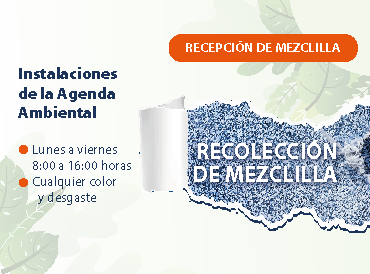 RECEPCIÓN DE MEZCLILLA
Instalaciones
de la Agenda
Ambiental
Lunes a viernes
8:00 a 16:00 horas
Cualquier color
y desgaste
RECOLECCIÓN
DE MEZCLILLA